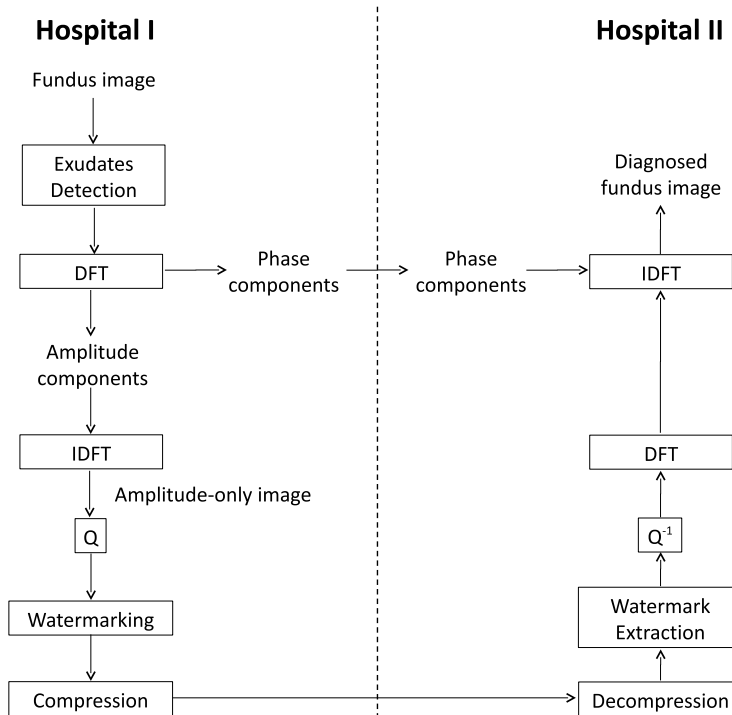 Hospital I
Fundus image
Exudates
Detection
DFT
Phase
components
Amplitude
components
IDFT
Amplitude-only image
Q
Watermarking
Compression
Hospital II
Diagnosed
fundus image
Phase
components
IDFT
DFT
Q⁻¹
Watermark
Extraction
Decompression